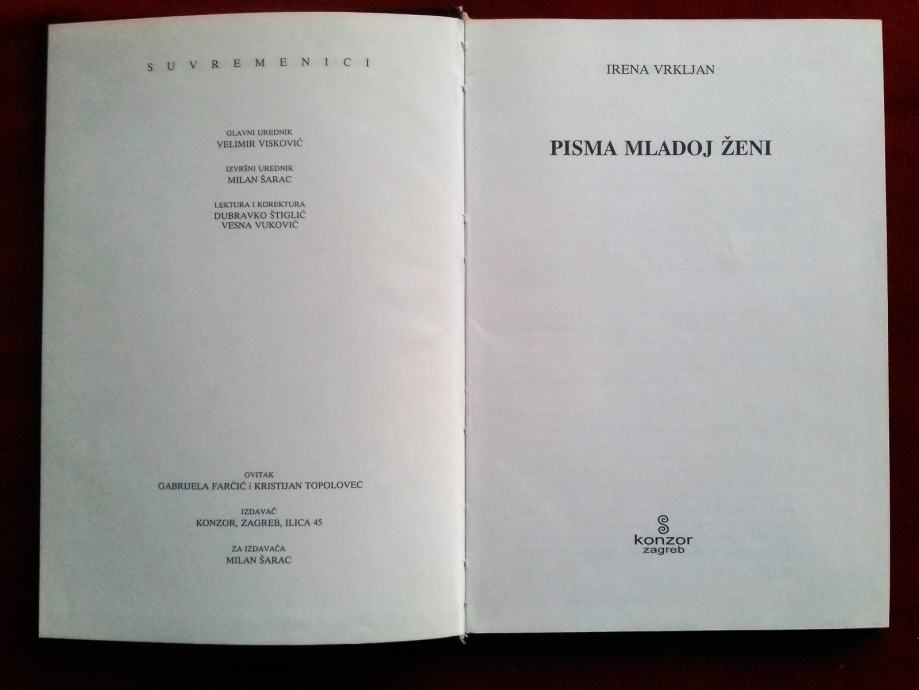 SUVREMENICI
GLAVNI UREDNIK
VELIMIR VISKOVIĆ
IZVRŠNI UREDNIK
MILAN ŠARAC
LEKTURA I KOREKTURA
DUBRAVKO ŠTIGLIĆ
VESNA VUKOVIĆ
OVITAK
GABRIJELA FARČIĆ i KRISTIJAN TOPOLOVEC
IZDAVAČ
KONZOR, ZAGREB, ILICA 45
ZA IZDAVAČA
MILAN ŠARAC
IRENA VRKLJAN
PISMA MLADOJ ŽENI
konzor
zagreb